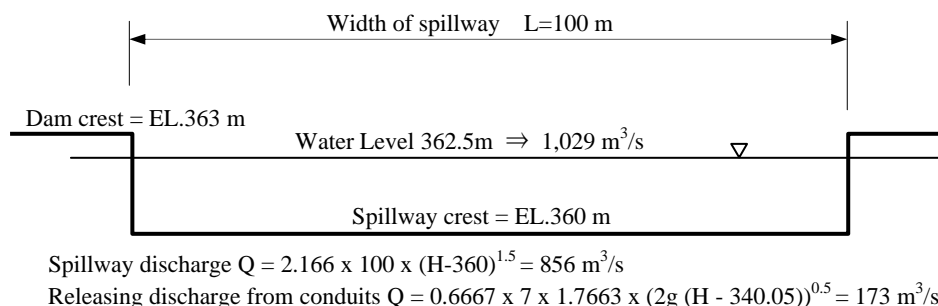 Width of spillway L=100 m
Dam crest = EL.363 m
Water Level 362.5m ⇒ 1,029 m³/s
Spillway crest = EL.360 m
Spillway discharge Q = 2.166 x 100 x (H-360)^1.5 = 856 m³/s
Releasing discharge from conduits Q = 0.6667 x 7 x 1.7663 x (2g (H - 340.05))^0.5 = 173 m³/s